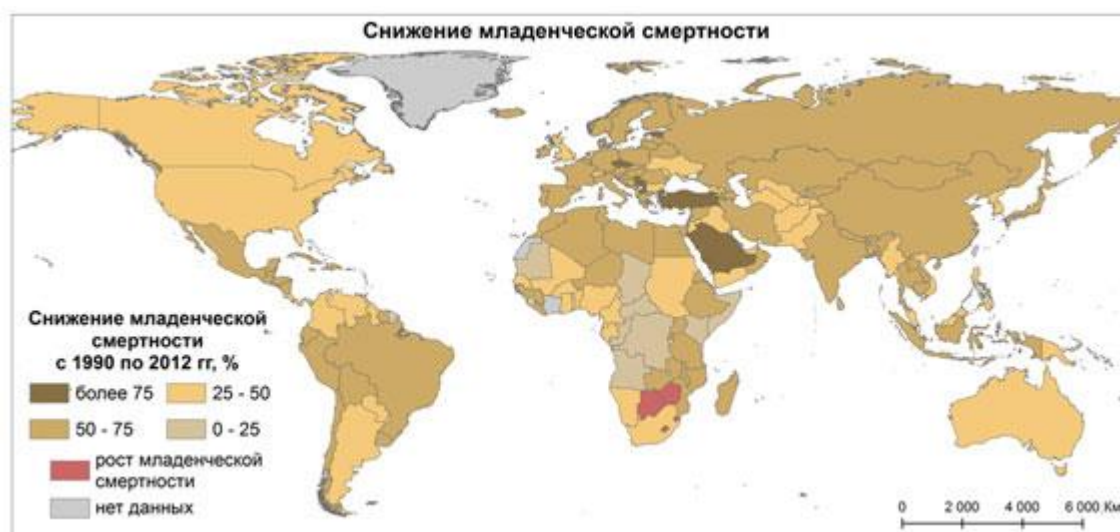 Снижение младенческой смертности
Снижение младенческой
смертности
с 1990 по 2012 гг, %
более 75
25 - 50
50 - 75
0 - 25
рост младенческой
смертности
нет данных
0 2 000 4 000 6 000 Км